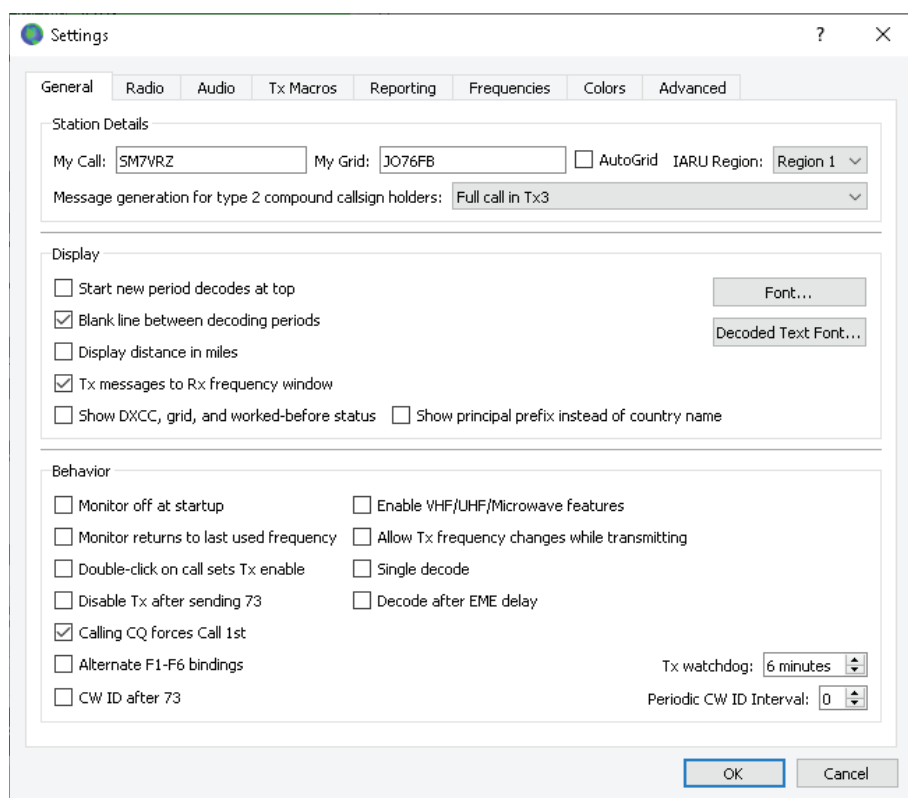 Settings ?
General Radio Audio Tx Macros Reporting Frequencies Colors Advanced
Station Details
My Call: SM7VRZ My Grid: JO76FB AutoGrid IARU Region: Region 1
Message generation for type 2 compound callsign holders: Full call in Tx3
Display
Start new period decodes at top Font...
Blank line between decoding periods
Decoded Text Font...
Display distance in miles
Tx messages to Rx frequency window
Show DXCC, grid, and worked-before status Show principal prefix instead of country name
Behavior
Monitor off at startup Enable VHF/UHF/Microwave features
Monitor returns to last used frequency Allow Tx frequency changes while transmitting
Double-click on call sets Tx enable Single decode
Disable Tx after sending 73 Decode after EME delay
Calling CQ forces Call 1st
Alternate F1-F6 bindings Tx watchdog: 6 minutes
CW ID after 73 Periodic CW ID Interval: 0
OK Cancel